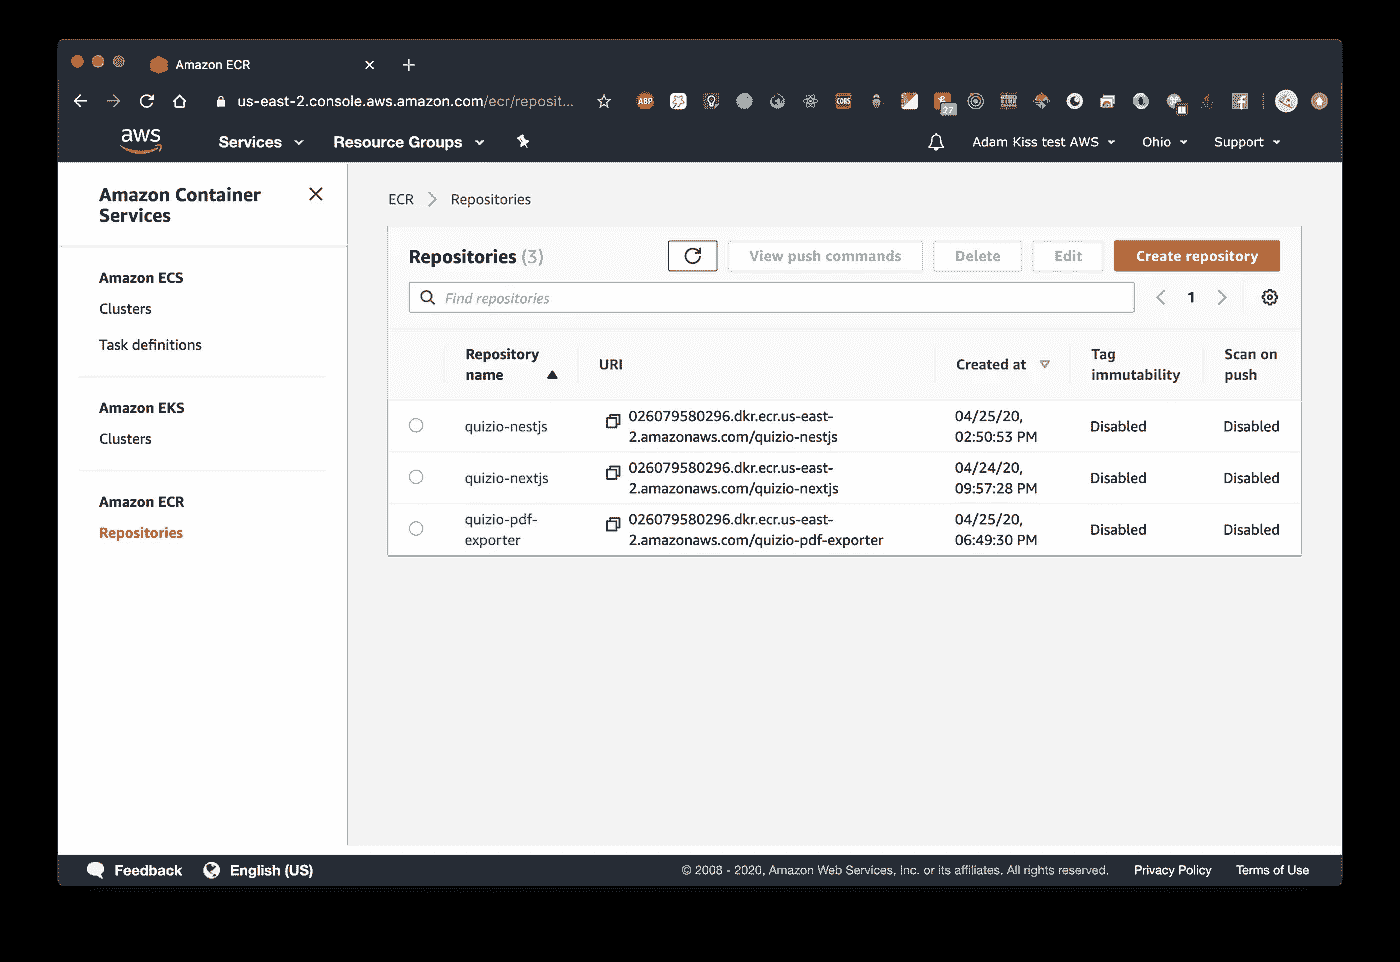 Amazon ECR
us-east-2.console.aws.amazon.com/ecr/reposit...
ABP
CORS
27
aws
Services
Resource Groups
Adam Kiss test AWS
Ohio
Support
Amazon Container
Services
Amazon ECS
Clusters
Task definitions
Amazon EKS
Clusters
Amazon ECR
Repositories
ECR
Repositories
Repositories (3)
View push commands
Delete
Edit
Create repository
Find repositories
1
Repository
name
URI
Created at
Tag
immutability
Scan on
push
quizio-nestjs
026079580296.dkr.ecr.us-east-
2.amazonaws.com/quizio-nestjs
04/25/20,
02:50:53 PM
Disabled
Disabled
quizio-nextjs
026079580296.dkr.ecr.us-east-
2.amazonaws.com/quizio-nextjs
04/24/20,
09:57:28 PM
Disabled
Disabled
quizio-pdf-
exporter
026079580296.dkr.ecr.us-east-
2.amazonaws.com/quizio-pdf-exporter
04/25/20,
06:49:30 PM
Disabled
Disabled
Feedback
English (US)
© 2008 - 2020, Amazon Web Services, Inc. or its affiliates. All rights reserved.
Privacy Policy
Terms of Use